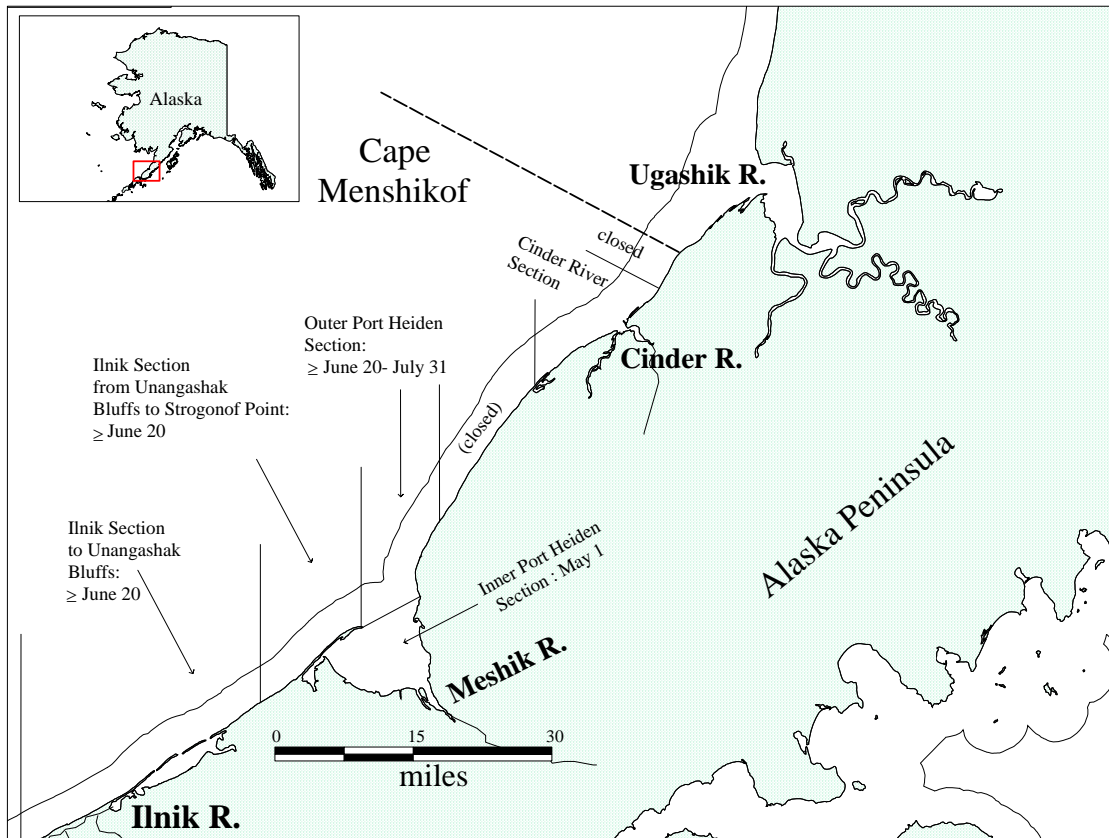 Alaska
Cape
Menshikof
Ugashik R.
closed
Cinder River
Section
Outer Port Heiden
Section:
≥ June 20- July 31
Cinder R.
Ilnik Section
from Unangashak
Bluffs to Strogonof Point:
≥ June 20
(closed)
Alaska Peninsula
Ilnik Section
to Unangashak
Bluffs:
≥ June 20
Inner Port Heiden
Section : May 1
Meshik R.
0 15 30
miles
Ilnik R.